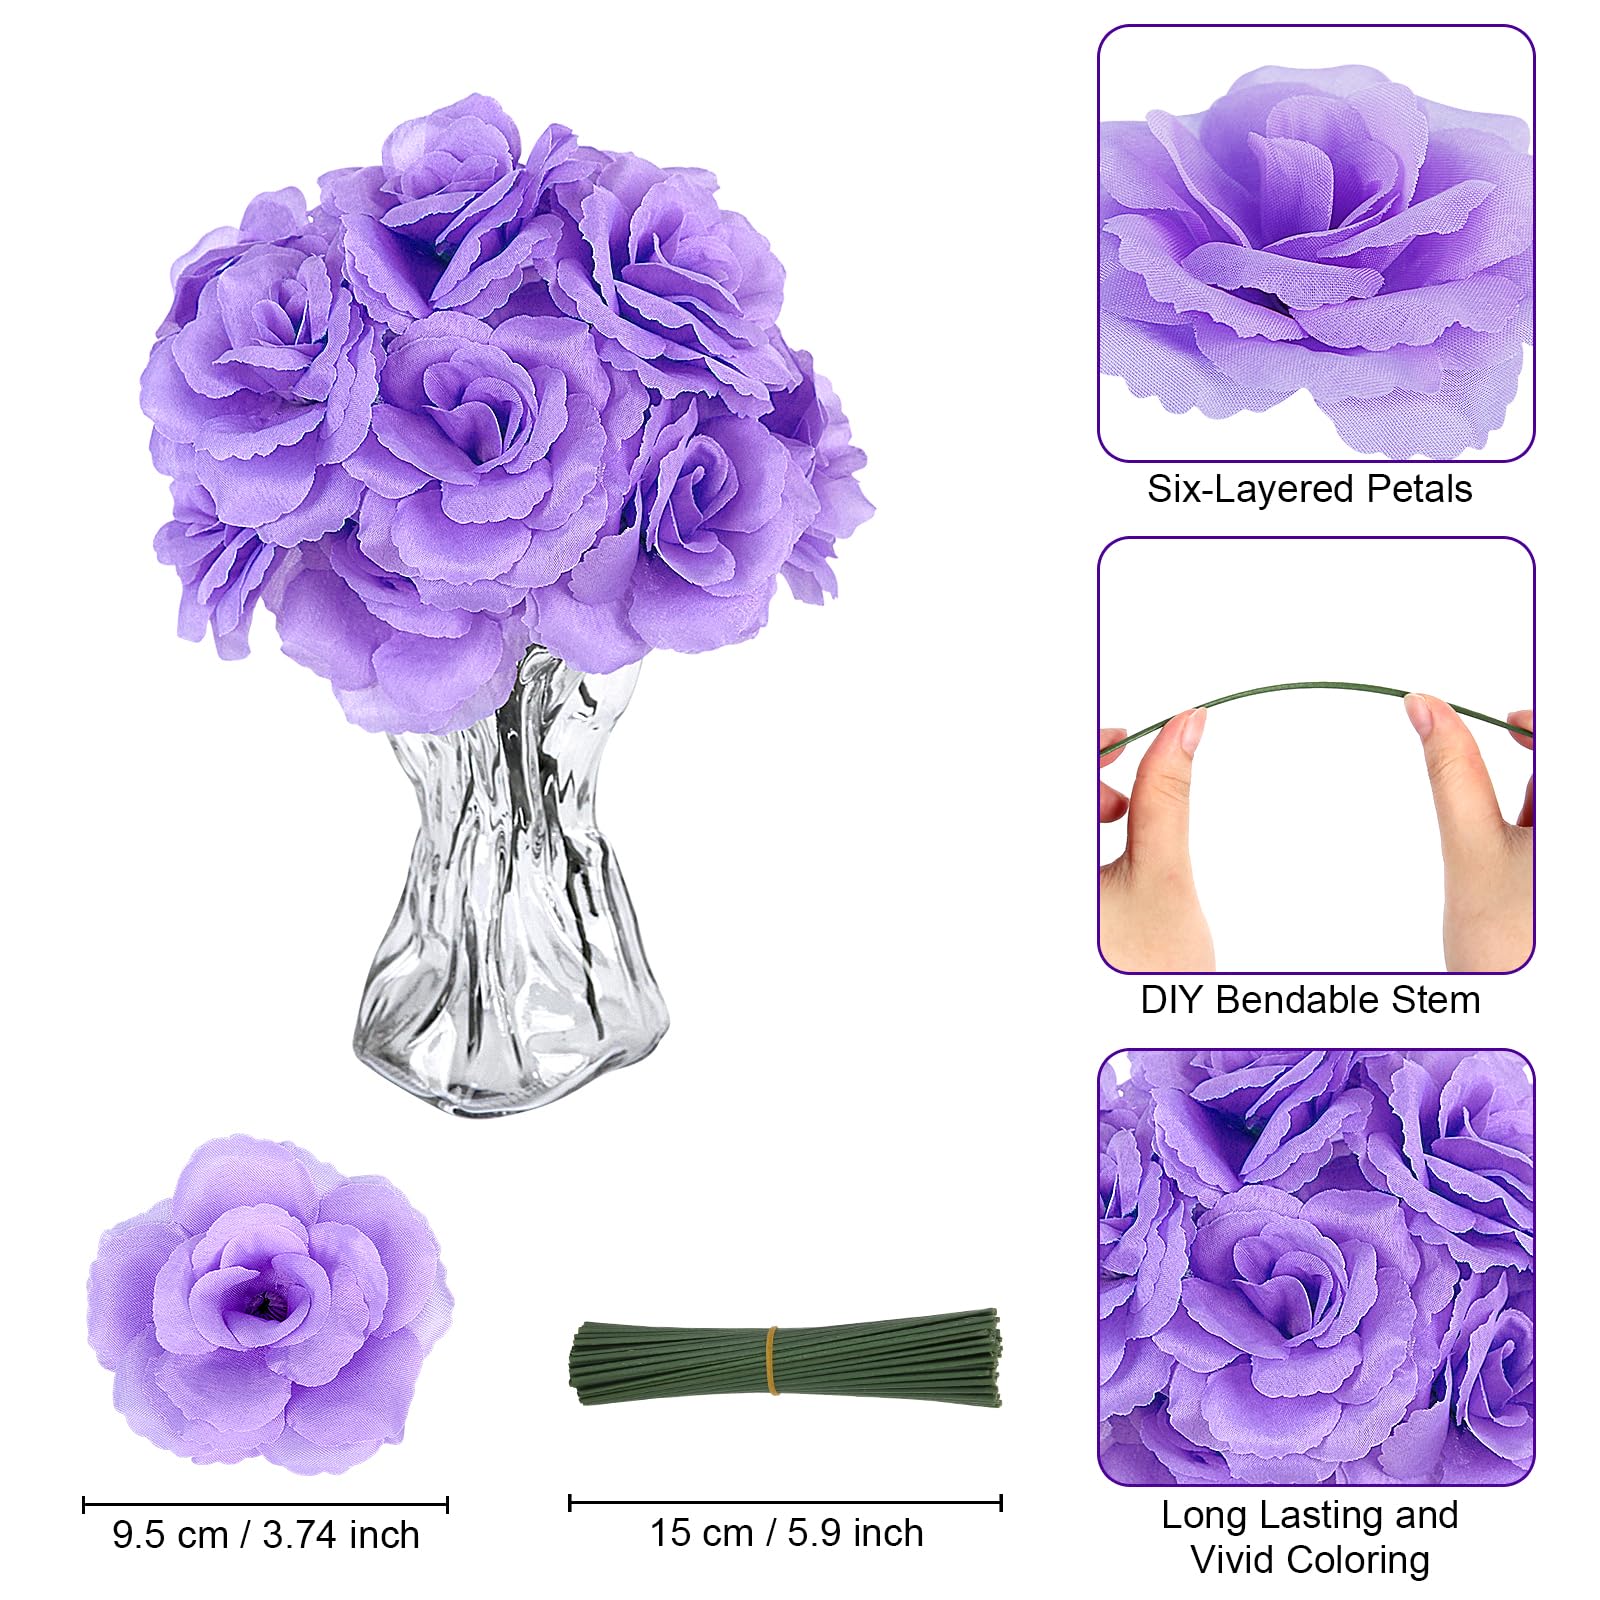 Six-Layered Petals
DIY Bendable Stem
9.5 cm / 3.74 inch
15 cm / 5.9 inch
Long Lasting and
Vivid Coloring